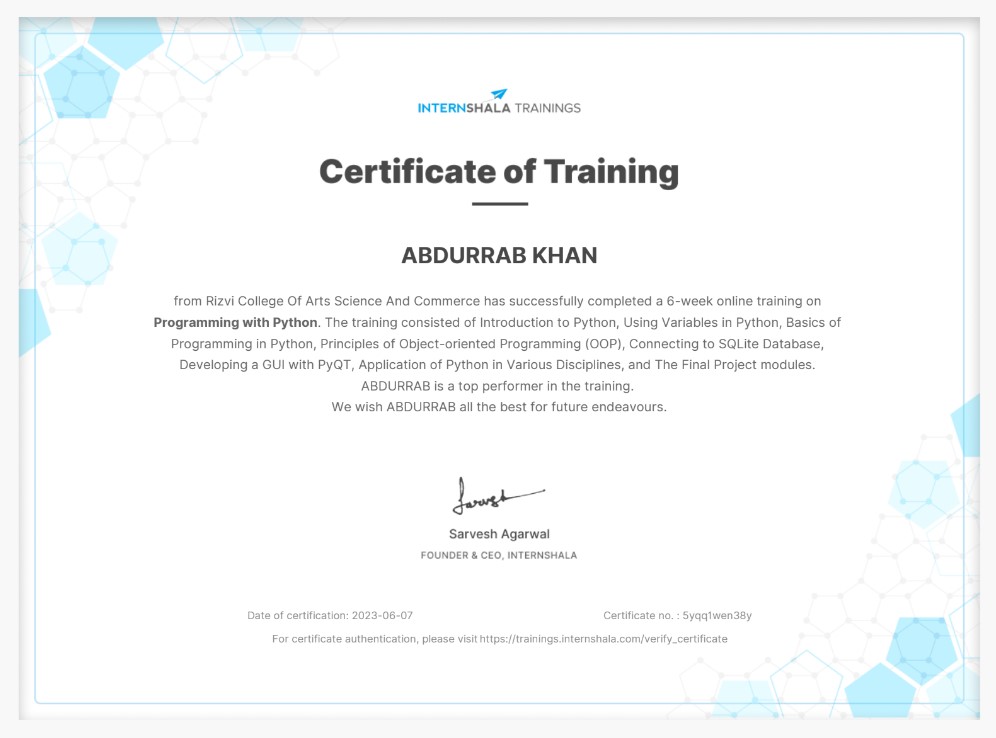 INTERNSHALA TRAININGS
Certificate of Training
ABDURRAB KHAN
from Rizvi College Of Arts Science And Commerce has successfully completed a 6-week online training on
Programming with Python. The training consisted of Introduction to Python, Using Variables in Python, Basics of
Programming in Python, Principles of Object-oriented Programming (OOP), Connecting to SQLite Database,
Developing a GUI with PyQT, Application of Python in Various Disciplines, and The Final Project modules.
ABDURRAB is a top performer in the training.
We wish ABDURRAB all the best for future endeavours.
Sarvesh
Sarvesh Agarwal
FOUNDER & CEO, INTERNSHALA
Date of certification: 2023-06-07 Certificate no. : 5yqq1wen38y
For certificate authentication, please visit https://trainings.internshala.com/verify_certificate